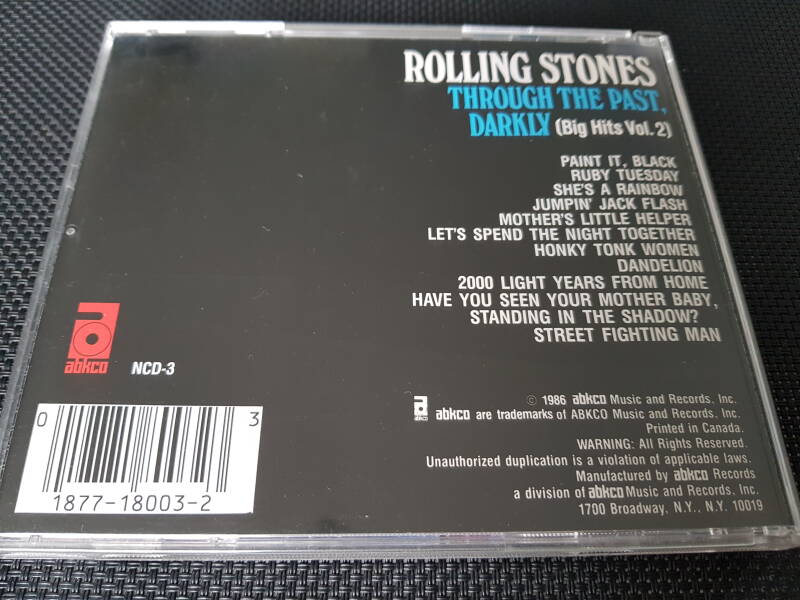 ROLLING STONES
THROUGH THE PAST,
DARKLY (Big Hits Vol. 2)
PAINT IT, BLACK
RUBY TUESDAY
SHE'S A RAINBOW
JUMPIN' JACK FLASH
MOTHER'S LITTLE HELPER
LET'S SPEND THE NIGHT TOGETHER
HONKY TONK WOMEN
DANDELION
2000 LIGHT YEARS FROM HOME
HAVE YOU SEEN YOUR MOTHER BABY,
STANDING IN THE SHADOW?
STREET FIGHTING MAN
abkco
NCD-3
0 3
1877-18003-2
© 1986 abkco Music and Records, Inc.
abkco abkco are trademarks of ABKCO Music and Records, Inc.
Printed in Canada.
WARNING: All Rights Reserved.
Unauthorized duplication is a violation of applicable laws.
Manufactured by abkco Records
a division of abkco Music and Records, Inc.
1700 Broadway, N.Y., N.Y. 10019